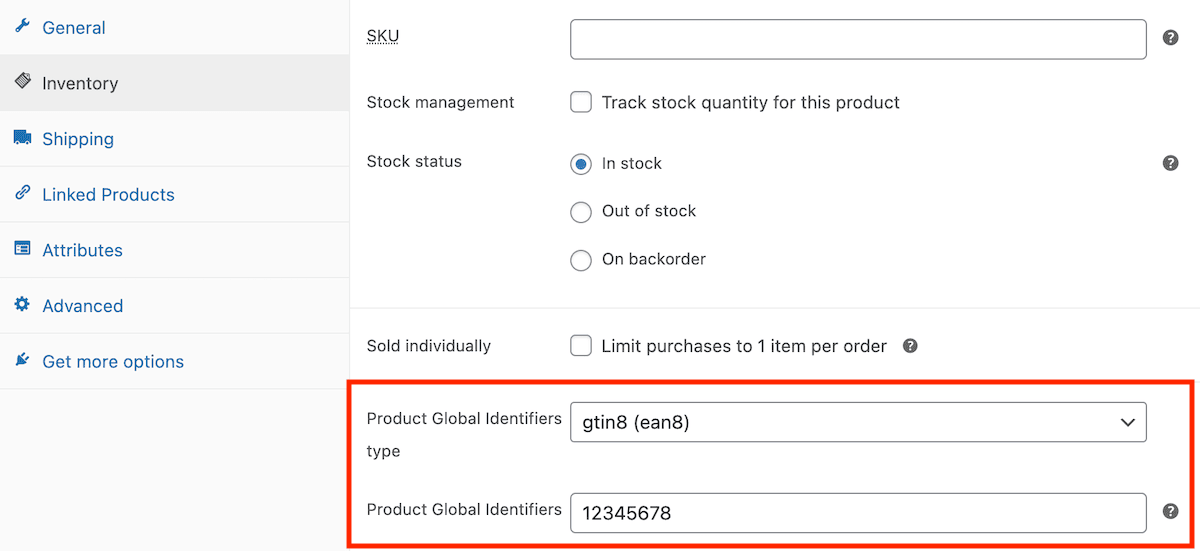 General
Inventory
Shipping
Linked Products
Attributes
Advanced
Get more options
SKU
Stock management
Track stock quantity for this product
Stock status
In stock
Out of stock
On backorder
Sold individually
Limit purchases to 1 item per order
Product Global Identifiers
type
gtin8 (ean8)
Product Global Identifiers
12345678